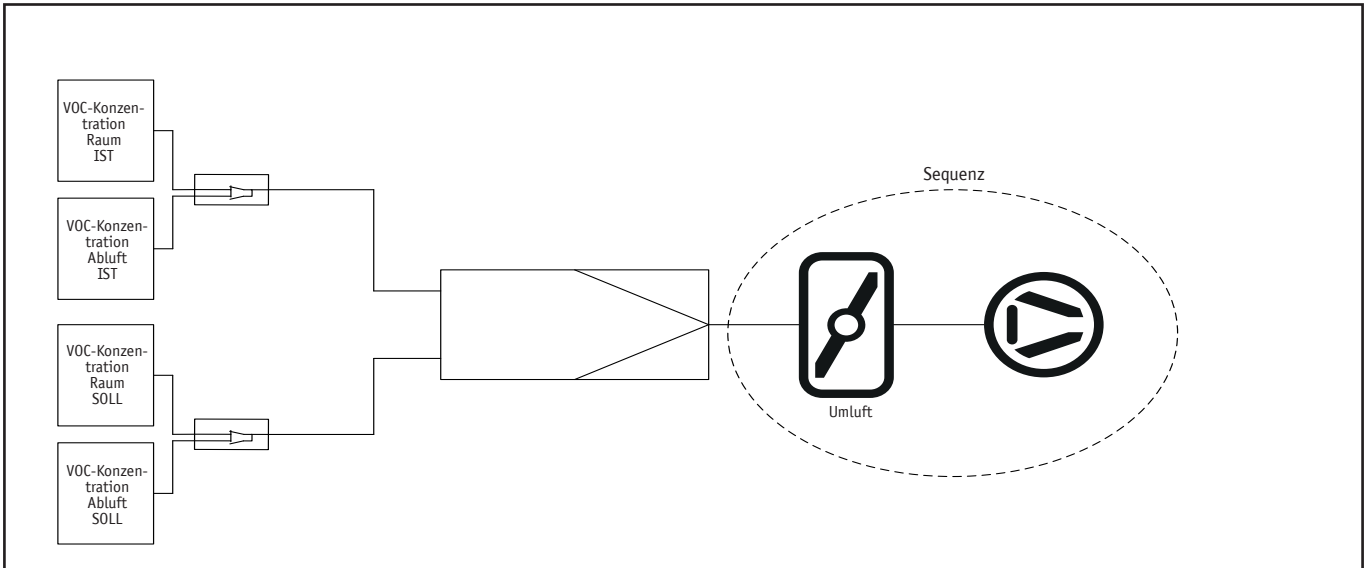 VOC-Konzen-
tration
Raum
IST
VOC-Konzen-
tration
Abluft
IST
VOC-Konzen-
tration
Raum
SOLL
VOC-Konzen-
tration
Abluft
SOLL
Sequenz
Umluft